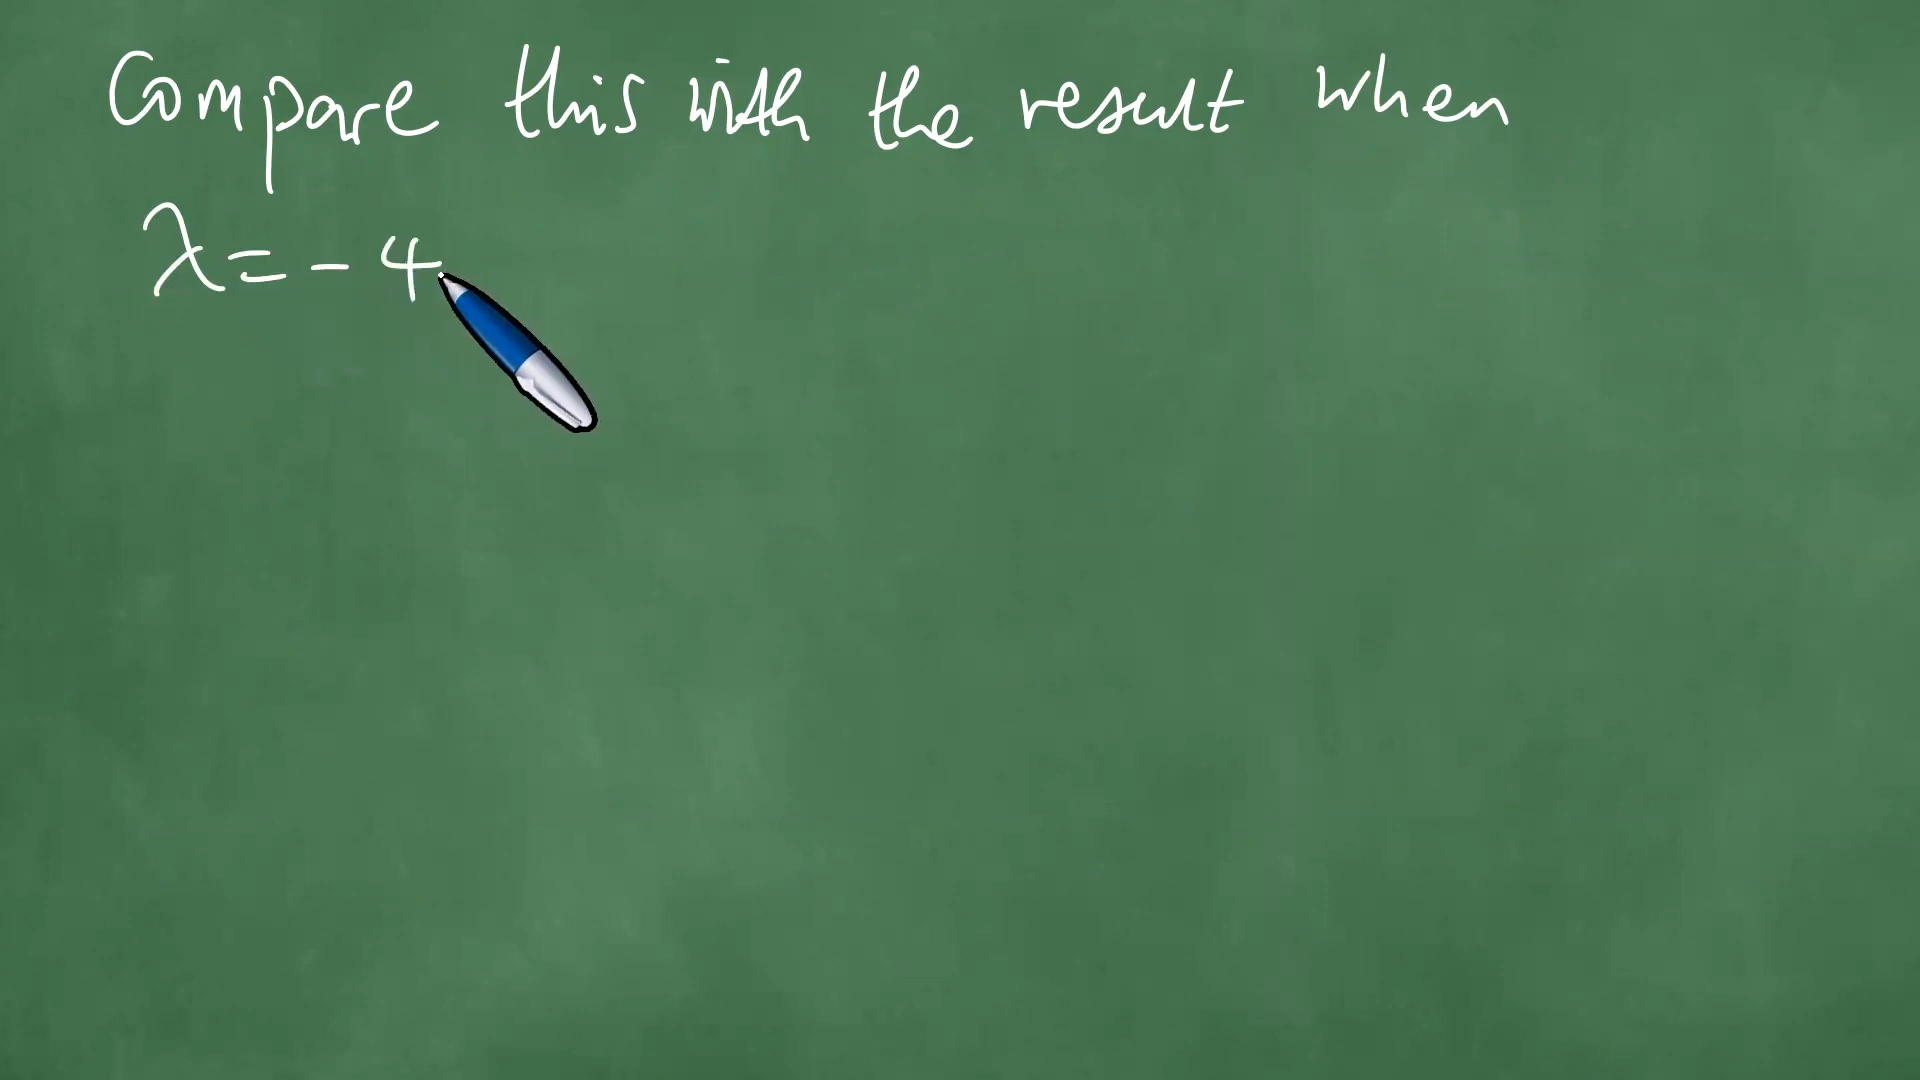 Compare this with the result when
λ = - 4